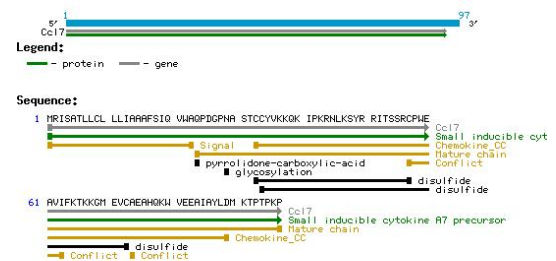 1 97
5' 3'
Ccl7
Legend:
- protein - gene
Sequence:
1 MRISATLLCL LLIAAAFSIQ VWAQPDGPNA STCCYVKKQK IPKRNLKSYR RITSSRCPWE
Ccl7
Small inducible cyt
Signal Chemokine_CC
Mature chain
pyrrolidone-carboxylic-acid Conflict
glycosylation
disulfide
disulfide
61 AVIFKTKKGM EVCAEAHQKW VEEAIAYLDM KTPTPKP
Ccl7
Small inducible cytokine A7 precursor
Mature chain
Chemokine_CC
disulfide
Conflict Conflict